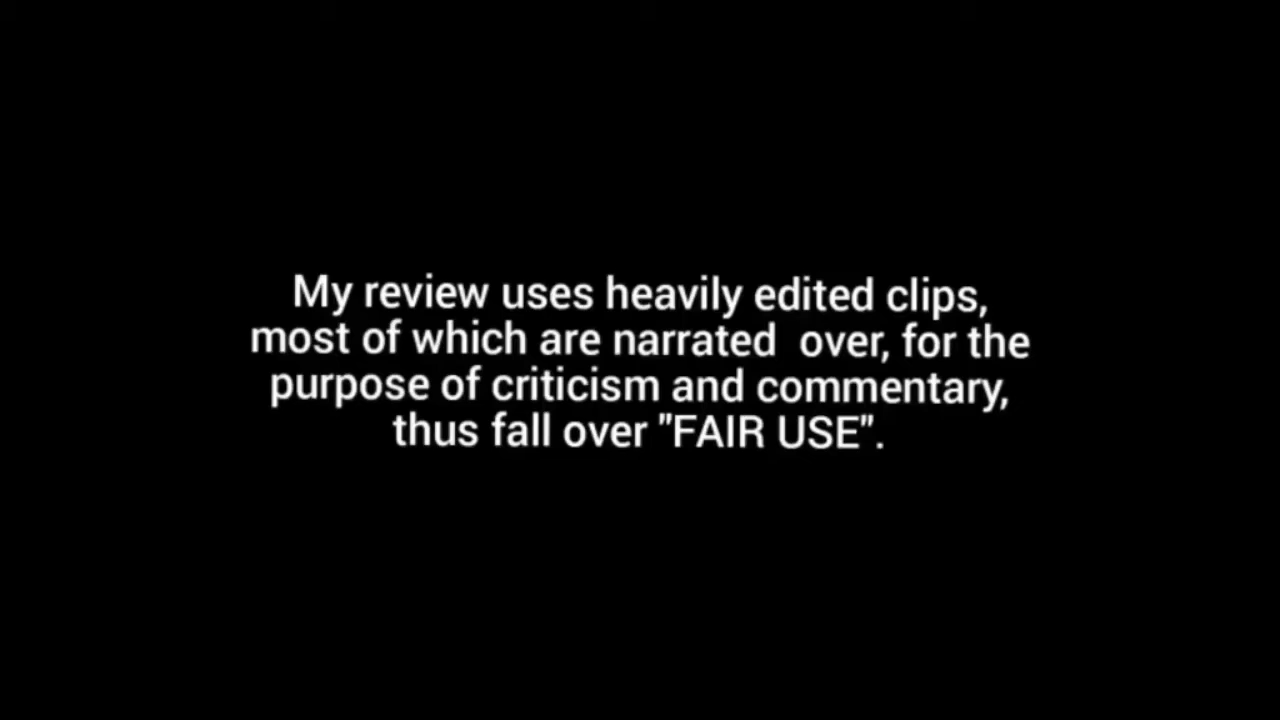 My review uses heavily edited clips,
most of which are narrated  over, for the
purpose of criticism and commentary,
thus fall over "FAIR USE".